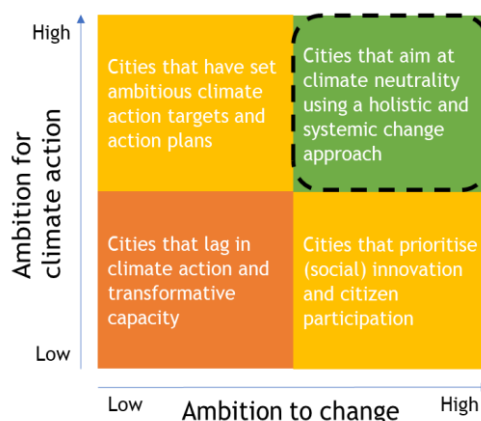 High
Ambition for
climate action
Low
Cities that have set
ambitious climate
action targets and
action plans
Cities that aim at
climate neutrality
using a holistic and
systemic change
approach
Cities that lag in
climate action and
transformative
capacity
Cities that prioritise
(social) innovation
and citizen
participation
Low
Ambition to change
High